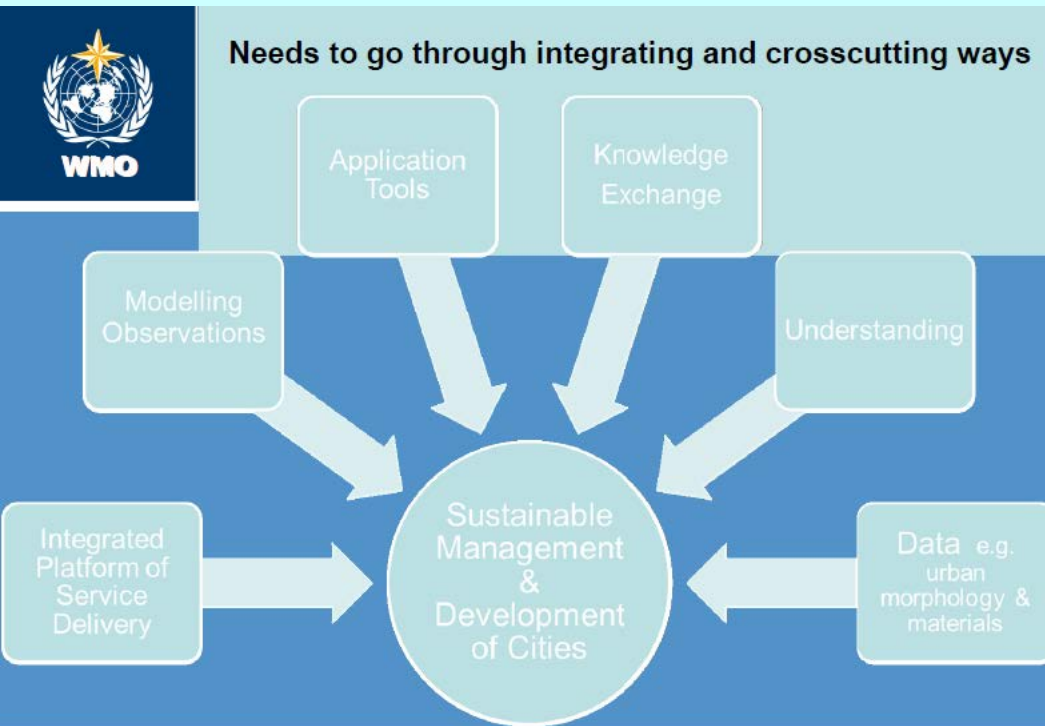 WMO
Needs to go through integrating and crosscutting ways
Application
Tools
Knowledge
Exchange
Modelling
Observations
Understanding
Integrated
Platform of
Service
Delivery
Sustainable
Management
&
Development
of Cities
Data e.g.
urban
morphology &
materials